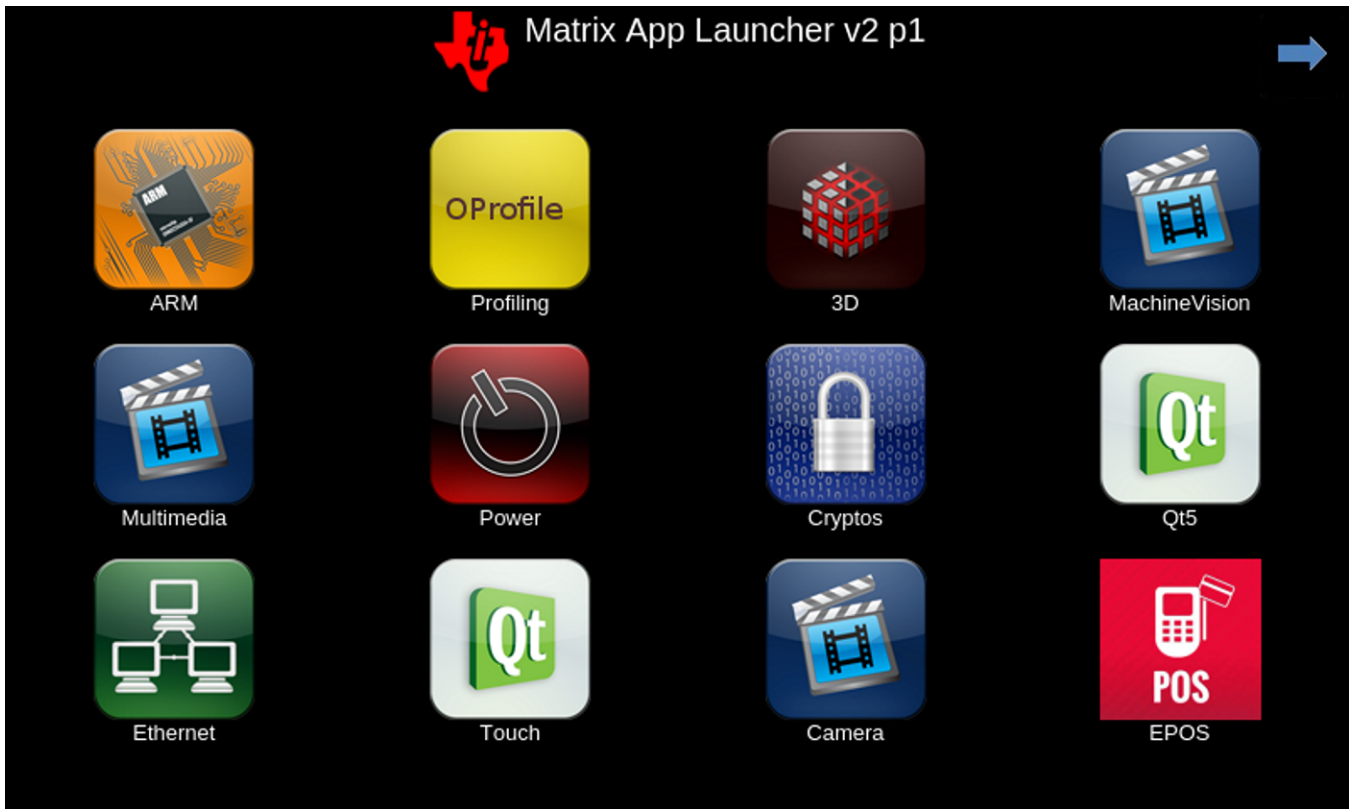 Matrix App Launcher v2 p1
ARM
OProfile
ARM
Profiling
3D
MachineVision
Multimedia
Power
Cryptos
Qt
Qt5
Ethernet
Qt
Touch
Camera
POS
EPOS